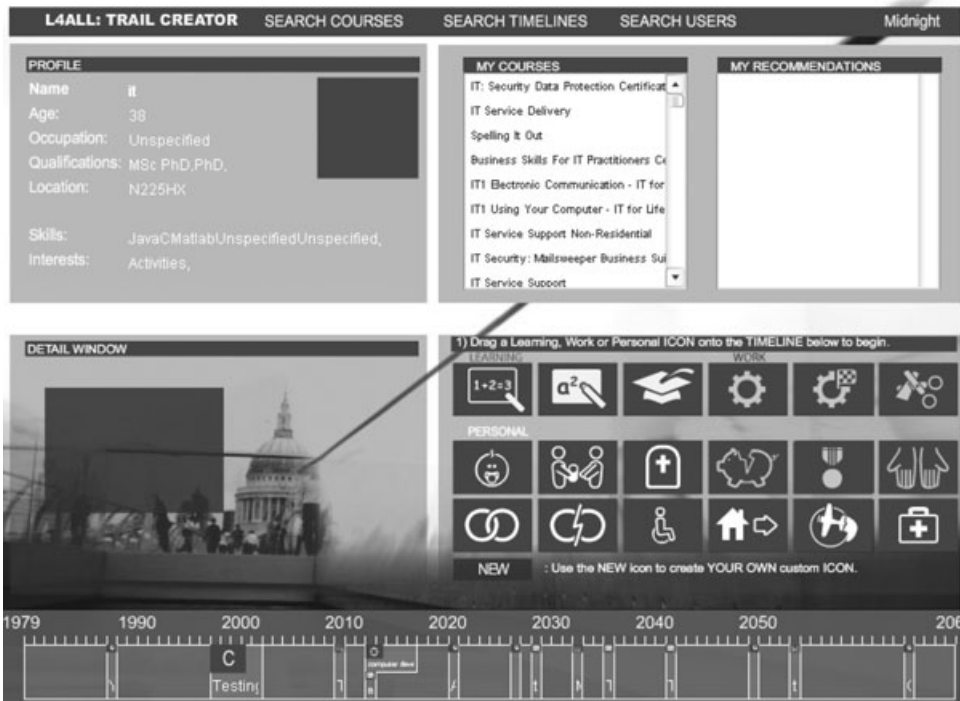 L4ALL: TRAIL CREATOR SEARCH COURSES SEARCH TIMELINES SEARCH USERS Midnight
PROFILE
Name it
Age: 38
Occupation: Unspecified
Qualifications: MSc PhD,PhD,
Location: N225HX
Skills: JavaCMatlabUnspecifiedUnspecified,
Interests: Activities,
MY COURSES
IT: Security Data Protection Certificat
IT Service Delivery
Spelling It Out
Business Skills For IT Practitioners Ce
IT1 Electronic Communication - IT for
IT1 Using Your Computer - IT for Life
IT Service Support Non-Residential
IT Security: Mailsweeper Business Sui
IT Service Support
MY RECOMMENDATIONS
DETAIL WINDOW
1) Drag a Learning, Work or Personal ICON onto the TIMELINE below to begin.
LEARNING WORK
1+2=3 a²
PERSONAL
NEW : Use the NEW icon to create YOUR OWN custom ICON.
1979 1990 2000 2010 2020 2030 2040 2050 206
C
Testing